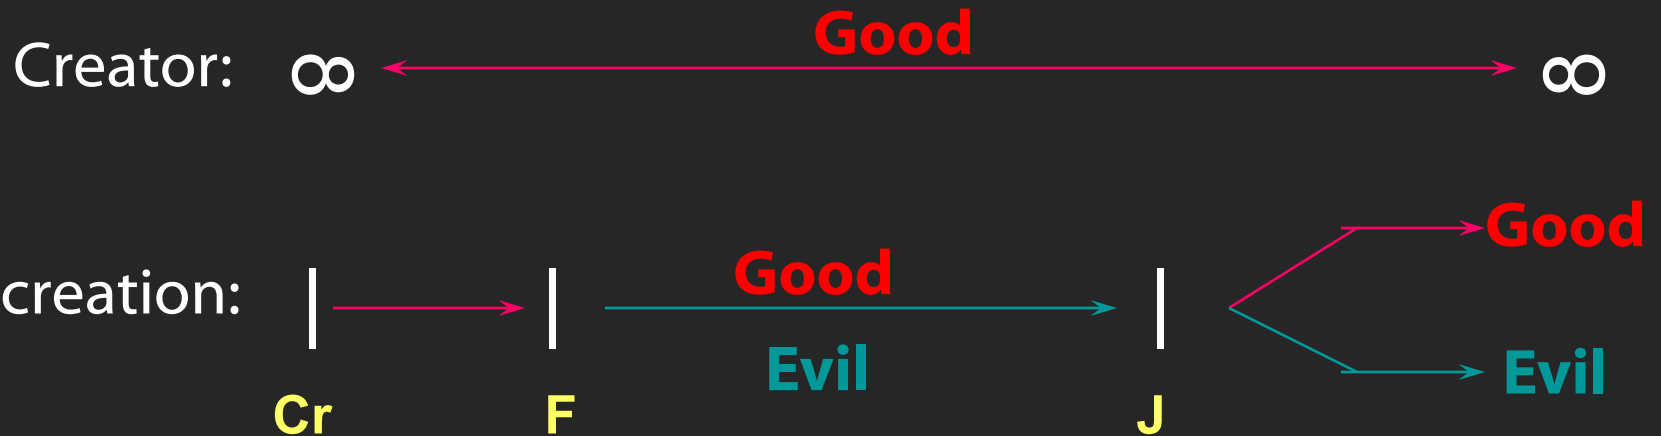 Good
Creator: ∞ ∞
Good
Good
creation:
Evil
Evil
Cr F J